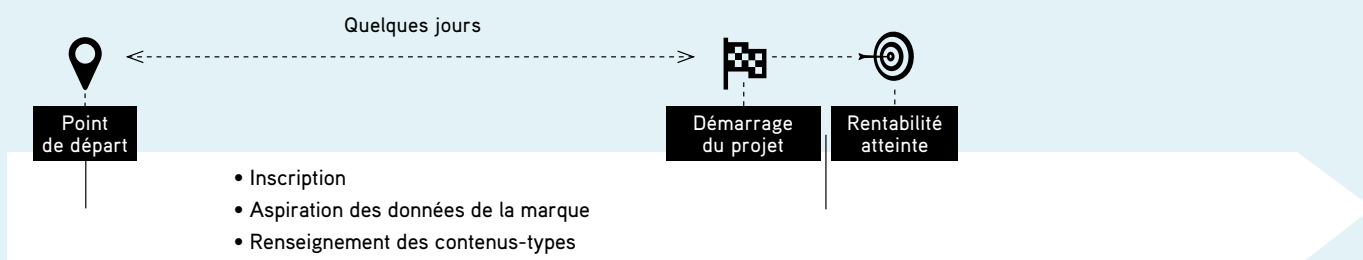 Quelques jours
Point
de départ
Démarrage
du projet
Rentabilité
atteinte
• Inscription
• Aspiration des données de la marque
• Renseignement des contenus-types